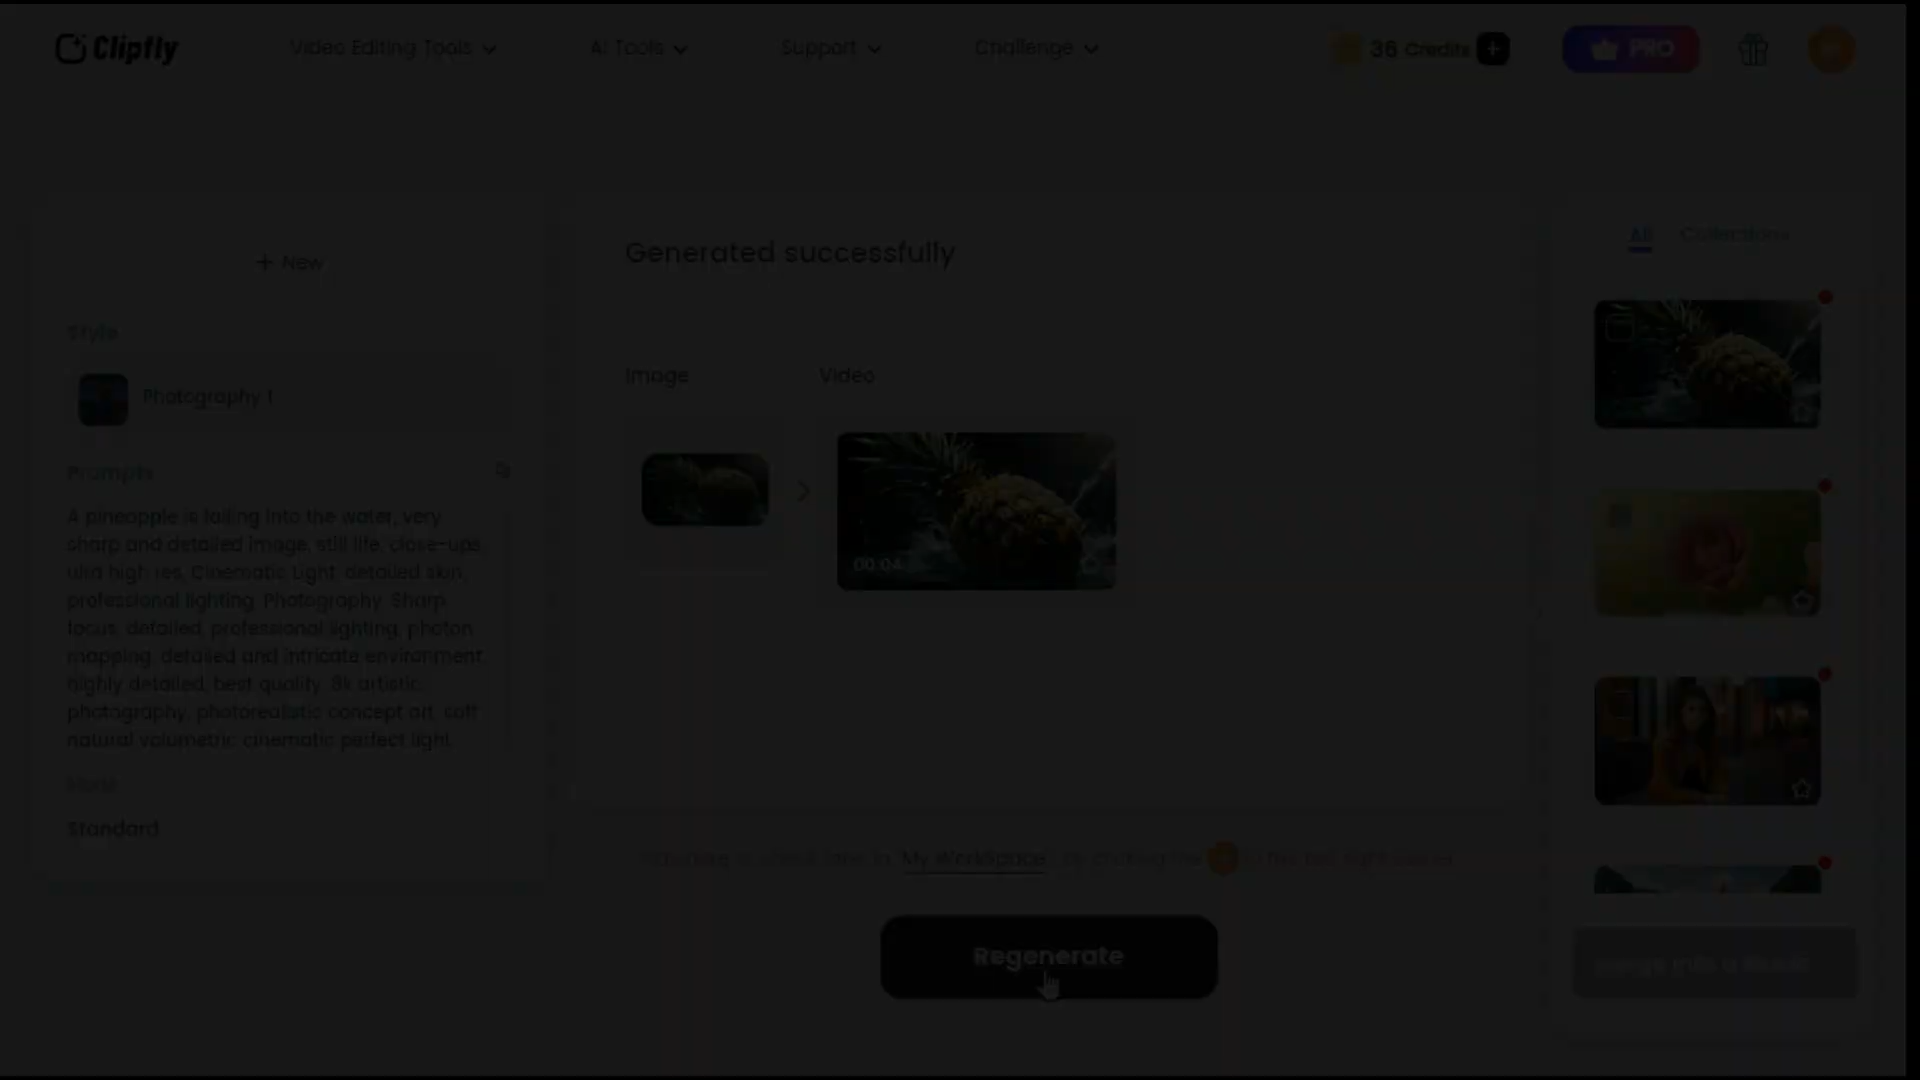 Clipfly
Video Editing Tools
AI Tools
Support
Challenge
36 Credits
PRO
+ New
Style
Photography 1
Prompts
A pineapple is falling into the water, very
sharp and detailed image, still life, close-ups,
ultra high res, Cinematic Light, detailed skin,
professional lighting, Photography. Sharp
focus, detailed, professional lighting, photon
mapping, detailed and intricate environment,
highly detailed, best quality, 8k artistic
photography, photorealistic concept art, soft
natural volumetric cinematic perfect light
Standard
Generated successfully
Image
Video
00:04
My Workspace
Regenerate
All
Collections